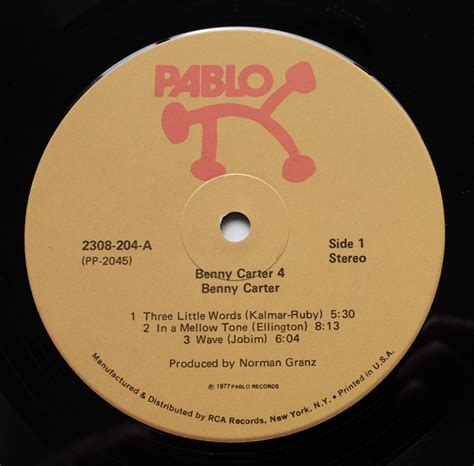 PABLO
2308-204-A
(PP-2045)
Side 1
Stereo
Benny Carter 4
Benny Carter
1 Three Little Words (Kalmar-Ruby) 5:30
2 In a Mellow Tone (Ellington) 8:13
3 Wave (Jobim) 6:04
Produced by Norman Granz
℗ 1977 PABLO RECORDS
Manufactured & Distributed by RCA Records, New York, N.Y. • Printed in U.S.A.